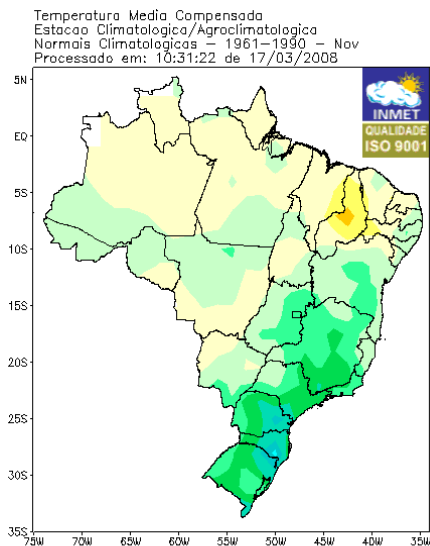 Temperatura Media Compensada
Estacao Climatologica/Agroclimatologica
Normais Climatologicas - 1961-1990 - Nov
Processado em: 10:31:22 de 17/03/2008
INMET
QUALIDADE
ISO 9001
5N
EQ
5S
10S
15S
20S
25S
30S
35S
75W 70W 65W 60W 55W 50W 45W 40W 35W